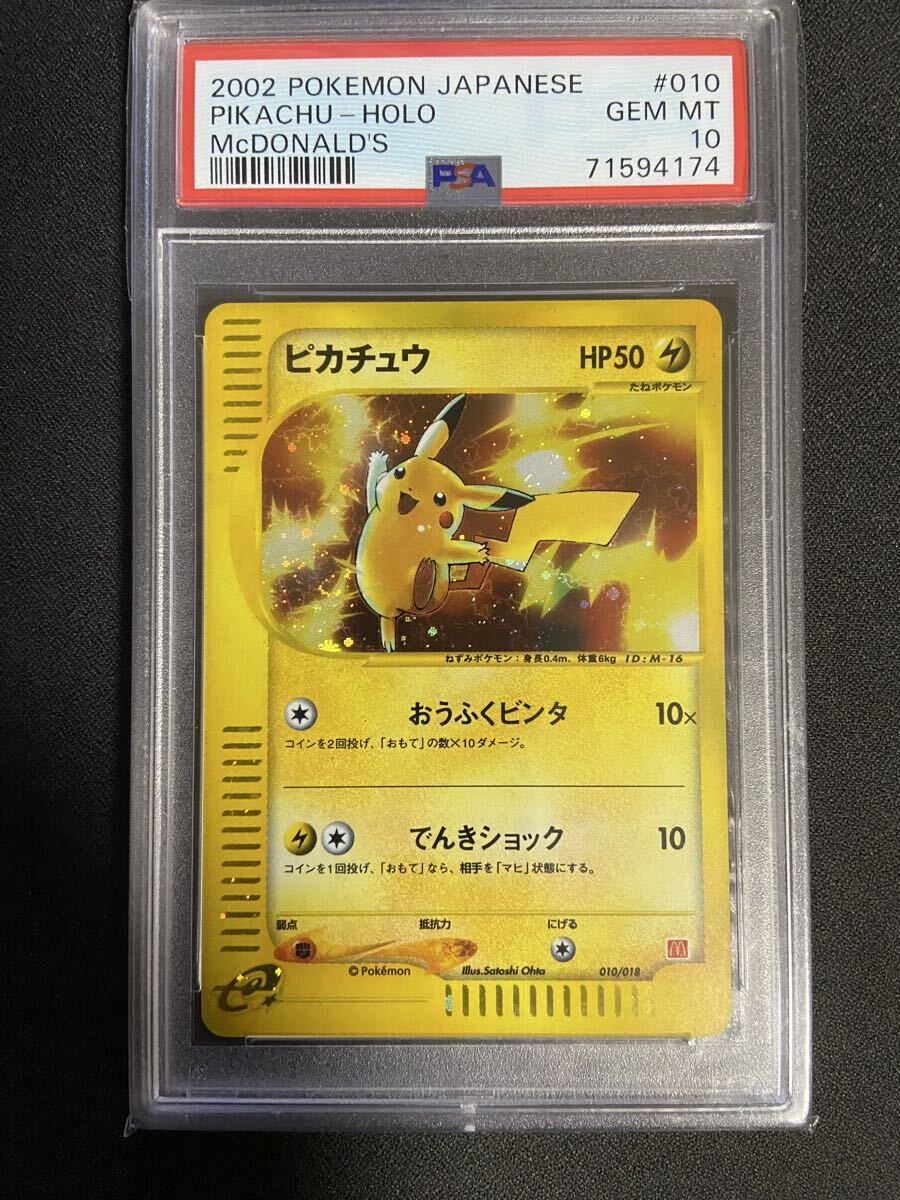 2002 POKEMON JAPANESE #010
PIKACHU-HOLO GEM MT
McDONALD'S 10
PSA 71594174
ピカチュウ HP50
たねポケモン
ねずみポケモン：身長0.4m、体重6kg ID:M-16
おうふくビンタ 10×
コインを2回投げ、「おもて」の数×10ダメージ。
でんきショック 10
コインを1回投げ、「おもて」なら、相手を「マヒ」状態にする。
弱点 抵抗力 にげる
© Pokémon Illus.Satoshi Ohta 010/018
e